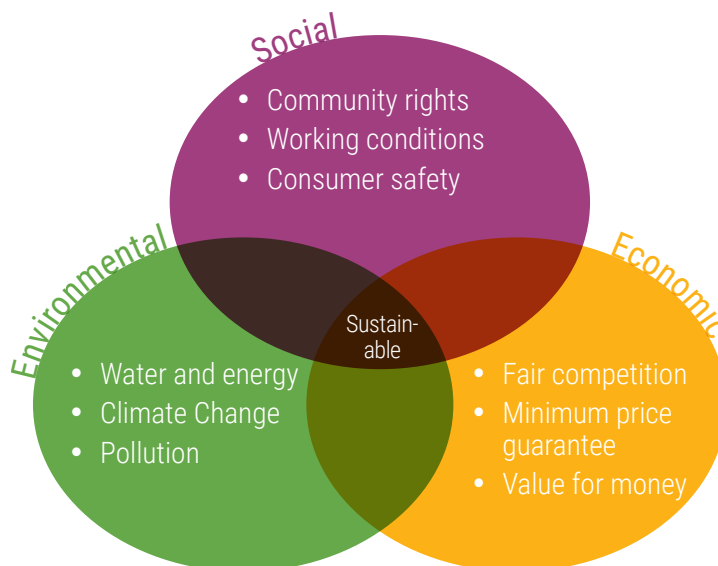 Social
• Community rights
• Working conditions
• Consumer safety
Environmental
Economic
Sustain-
able
• Water and energy
• Climate Change
• Pollution
• Fair competition
• Minimum price
guarantee
• Value for money